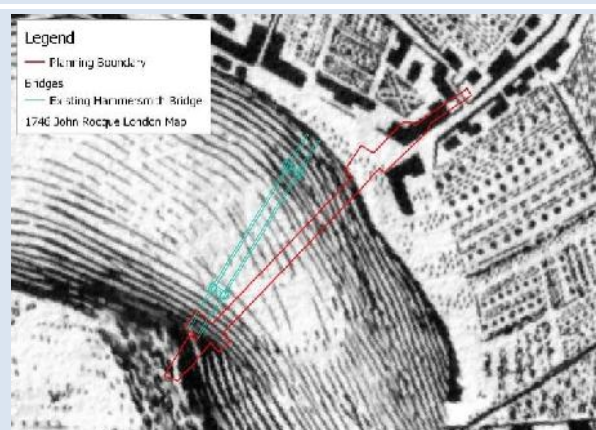 Legend
Planning Boundary
Bridges
Existing Hammersmith Bridge
1746 John Rocque London Map